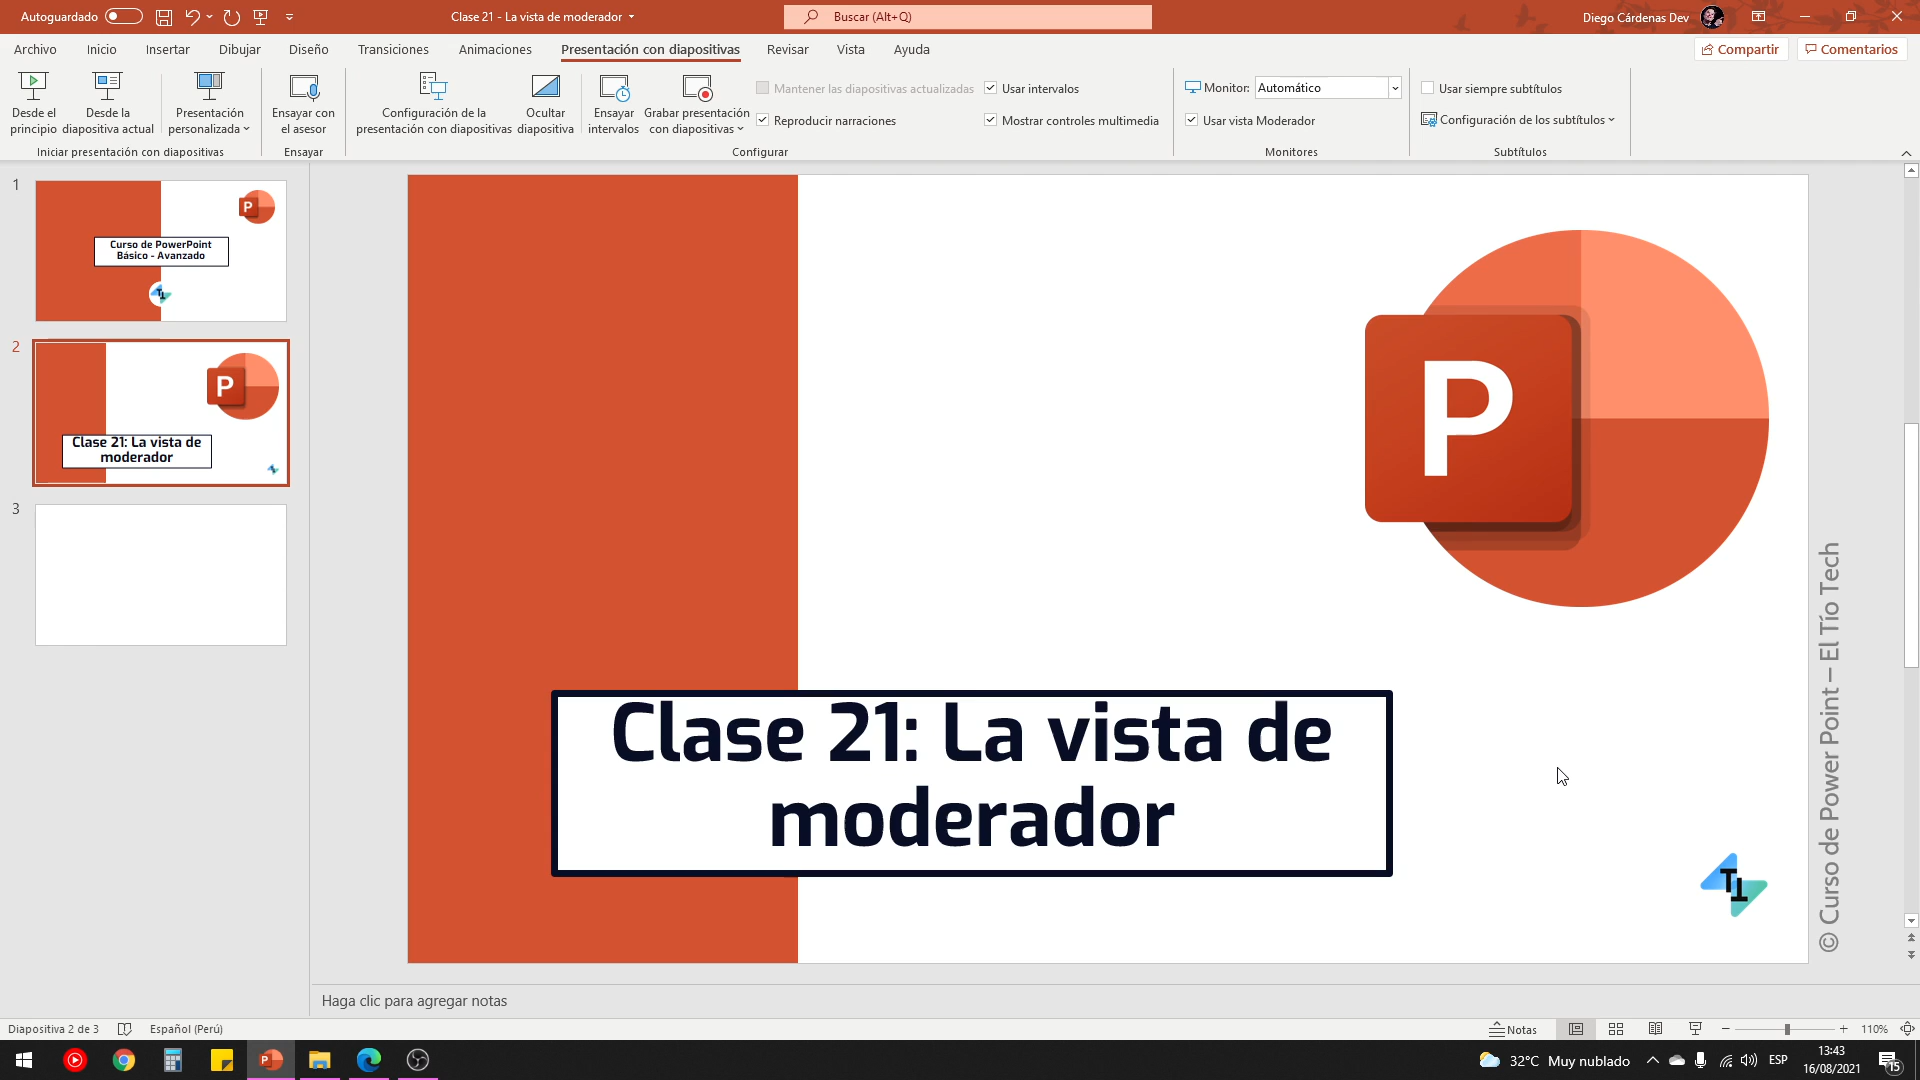 Autoguardado
Clase 21 - La vista de moderador
Buscar (Alt+Q)
Diego Cárdenas Dev
Archivo
Inicio
Insertar
Dibujar
Diseño
Transiciones
Animaciones
Presentación con diapositivas
Revisar
Vista
Ayuda
Compartir
Comentarios
Desde el
principio
Desde la
diapositiva actual
Presentación
personalizada
Iniciar presentación con diapositivas
Ensayar con
el asesor
Ensayar
Configuración de la
presentación con diapositivas
Ocultar
diapositiva
Ensayar
intervalos
Grabar presentación
con diapositivas
Mantener las diapositivas actualizadas
Reproducir narraciones
Usar intervalos
Mostrar controles multimedia
Configurar
Monitor:
Automático
Usar vista Moderador
Monitores
Usar siempre subtítulos
Configuración de los subtítulos
Subtítulos
1
P
Curso de PowerPoint
Básico - Avanzado
2
P
Clase 21: La vista de
moderador
3
P
Clase 21: La vista de
moderador
© Curso de Power Point – El Tío Tech
Haga clic para agregar notas
Diapositiva 2 de 3
Español (Perú)
Notas
110%
32°C Muy nublado
ESP
13:43
16/08/2021
15